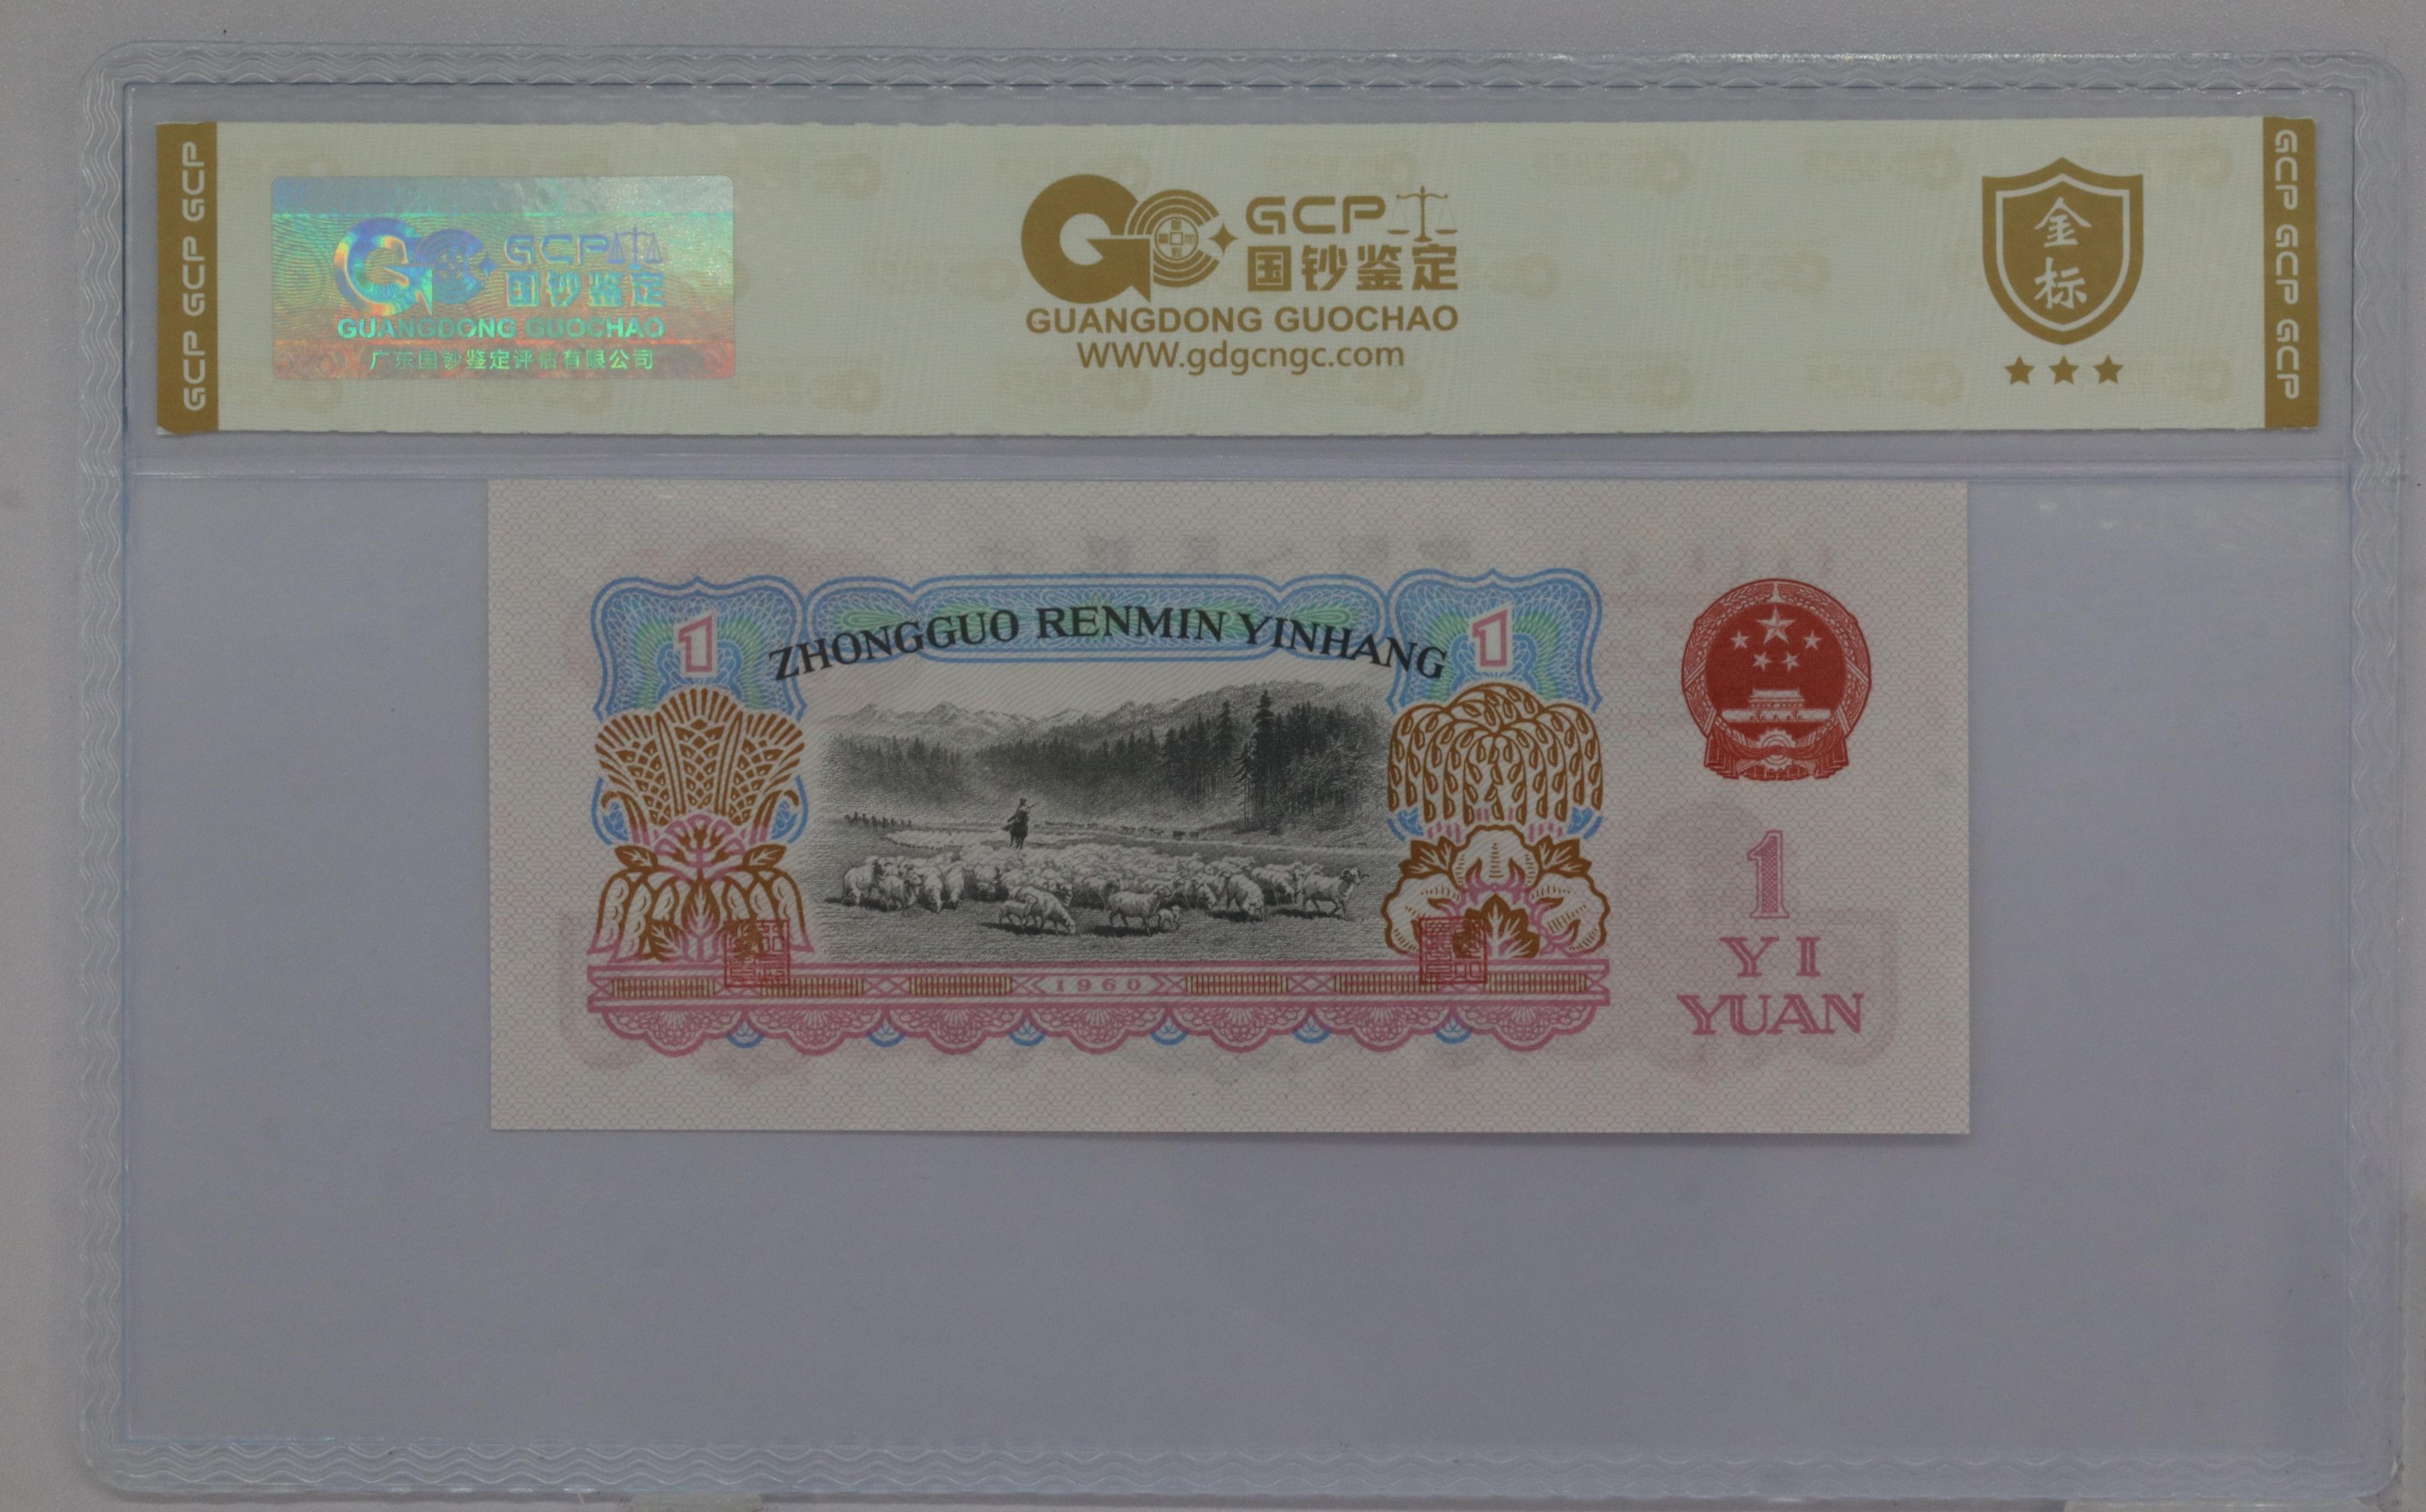 GCP GCP GCP
GCP
国钞鉴定
GUANGDONG GUOCHAO
广东国钞鉴定评估有限公司
GCP
国钞鉴定
GUANGDONG GUOCHAO
WWW.gdgcngc.com
金
标
GCP GCP GCP
1
ZHONGGUO RENMIN YINHANG
1
1960
1
YI
YUAN